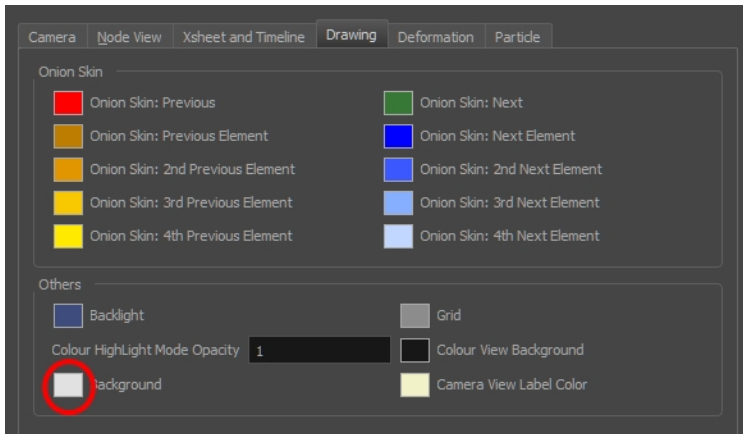 Camera Node View Xsheet and Timeline Drawing Deformation Particle
Onion Skin
Onion Skin: Previous Onion Skin: Next
Onion Skin: Previous Element Onion Skin: Next Element
Onion Skin: 2nd Previous Element Onion Skin: 2nd Next Element
Onion Skin: 3rd Previous Element Onion Skin: 3rd Next Element
Onion Skin: 4th Previous Element Onion Skin: 4th Next Element
Others
Backlight Grid
Colour HighLight Mode Opacity 1 Colour View Background
Background Camera View Label Color